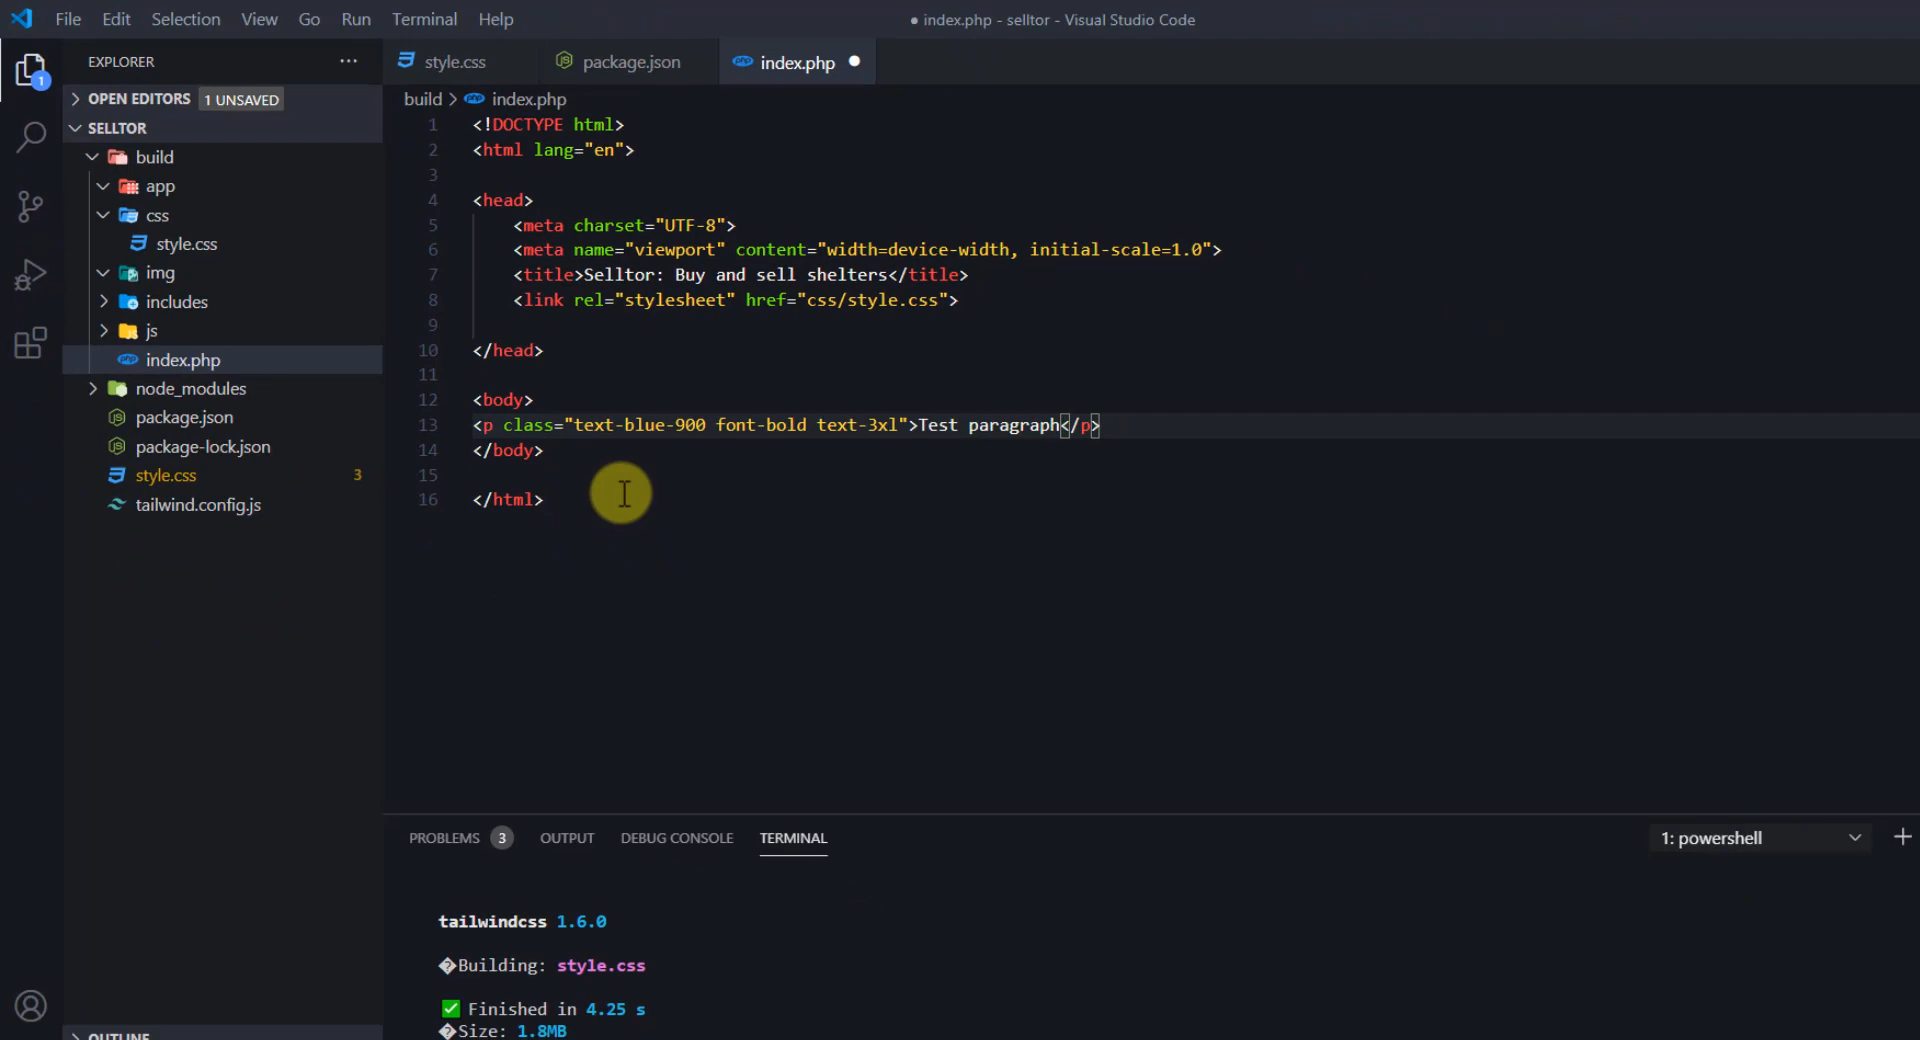 File Edit Selection View Go Run Terminal Help
● index.php - selltor - Visual Studio Code
EXPLORER ...
style.css
package.json
index.php
1
OPEN EDITORS 1 UNSAVED
SELLTOR
build
app
css
style.css
img
includes
js
index.php
node_modules
package.json
package-lock.json
style.css 3
tailwind.config.js
OUTLINE
build > index.php
1 <!DOCTYPE html>
2 <html lang="en">
3
4 <head>
5 <meta charset="UTF-8">
6 <meta name="viewport" content="width=device-width, initial-scale=1.0">
7 <title>Selltor: Buy and sell shelters</title>
8 <link rel="stylesheet" href="css/style.css">
9
10 </head>
11
12 <body>
13 <p class="text-blue-900 font-bold text-3xl">Test paragraph</p>
14 </body>
15
16 </html>
PROBLEMS 3 OUTPUT DEBUG CONSOLE TERMINAL
1: powershell
tailwindcss 1.6.0
�Building: style.css
✅ Finished in 4.25 s
�Size: 1.8MB